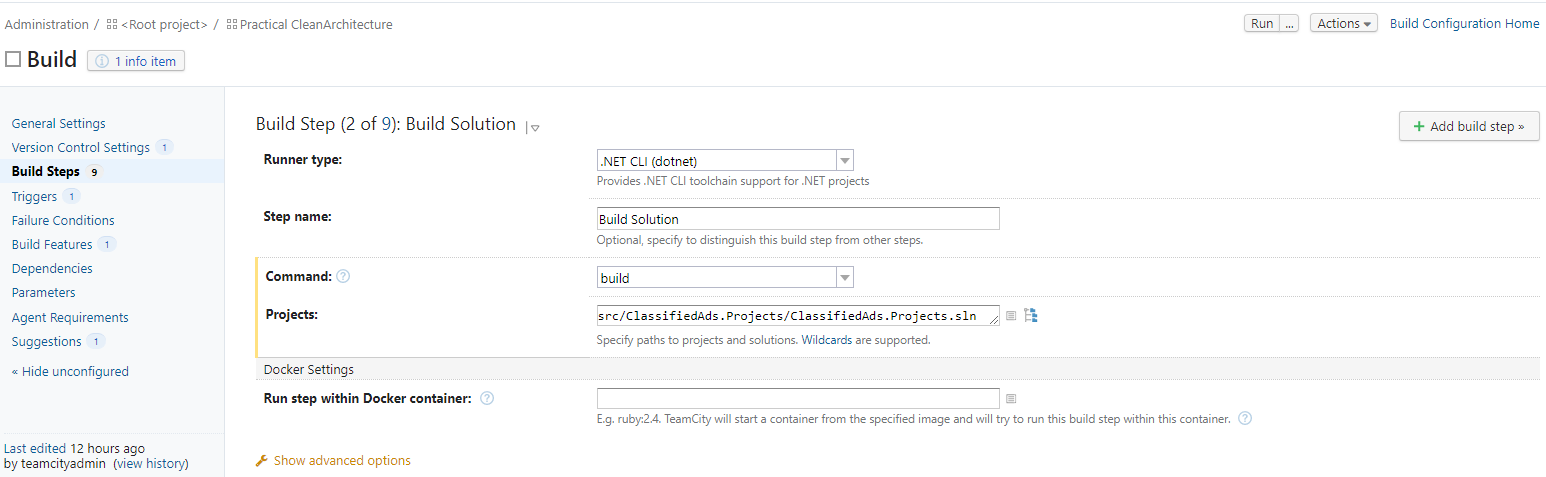 Administration / <Root project> / Practical CleanArchitecture
Run ... Actions Build Configuration Home
Build 1 info item
General Settings
Version Control Settings 1
Build Steps 9
Triggers 1
Failure Conditions
Build Features 1
Dependencies
Parameters
Agent Requirements
Suggestions 1
« Hide unconfigured
Last edited 12 hours ago
by teamcityadmin (view history)
Build Step (2 of 9): Build Solution
+ Add build step »
Runner type: .NET CLI (dotnet)
Provides .NET CLI toolchain support for .NET projects
Step name: Build Solution
Optional, specify to distinguish this build step from other steps.
Command: ? build
Projects: src/ClassifiedAds.Projects/ClassifiedAds.Projects.sln
Specify paths to projects and solutions. Wildcards are supported.
Docker Settings
Run step within Docker container: ?
E.g. ruby:2.4. TeamCity will start a container from the specified image and will try to run this build step within this container. ?
Show advanced options